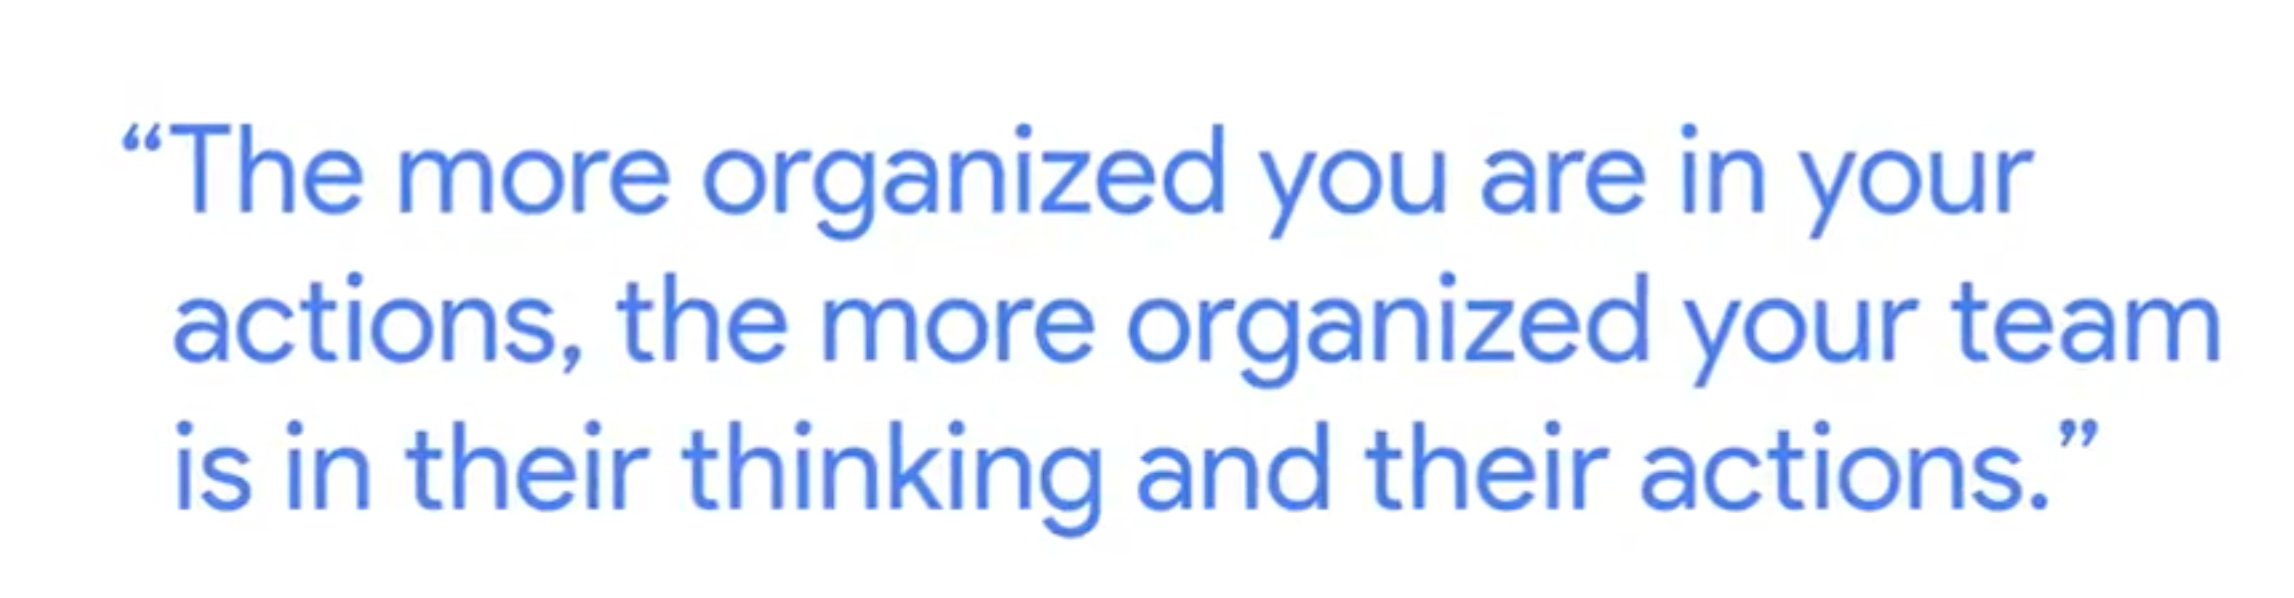 “The more organized you are in your
actions, the more organized your team
is in their thinking and their actions.”